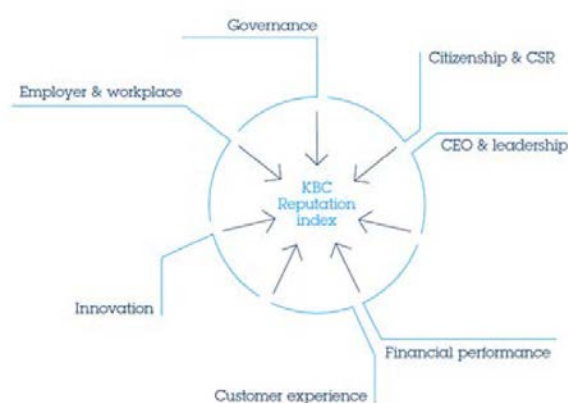 Governance
Citizenship & CSR
Employer & workplace
CEO & leadership
KBC
Reputation
index
Innovation
Financial performance
Customer experience